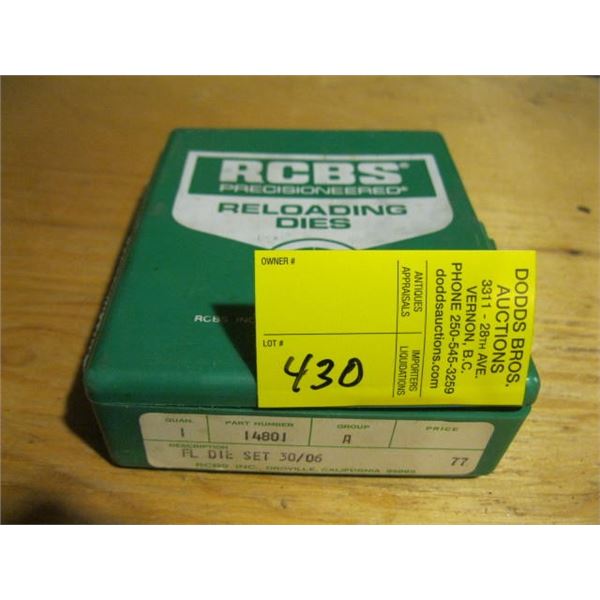 RCBS®
PRECISIONEERED®
RELOADING
DIES
RCBS INC
OWNER #
LOT #
430
ANTIQUES
APPRAISALS
IMPORTERS
LIQUIDATIONS
DODDS BROS.
AUCTIONS
3311 - 28TH AVE.
VERNON, B.C.
PHONE 250-545-3259
doddsauctions.com
QUAN. PART NUMBER GROUP PRICE
1 14801 A
DESCRIPTION
FL DIE SET 30/06 77
RCBS INC., OROVILLE, CALIFORNIA 95965